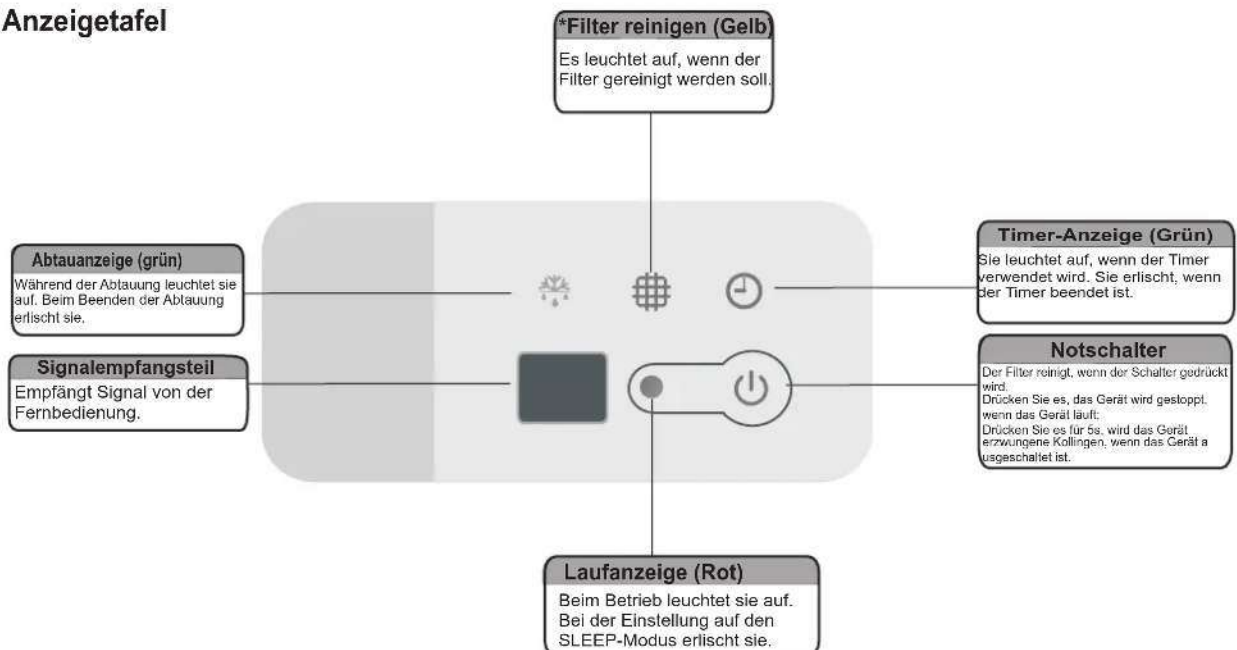 Anzeigetafel
*Filter reinigen (Gelb)
Es leuchtet auf, wenn der
Filter gereinigt werden soll.
Abtauanzeige (grün)
Während der Abtauung leuchtet sie
auf. Beim Beenden der Abtauung
erlischt sie.
Signalempfangsteil
Empfängt Signal von der
Fernbedienung.
Timer-Anzeige (Grün)
Sie leuchtet auf, wenn der Timer
verwendet wird. Sie erlischt, wenn
der Timer beendet ist.
Notschalter
Der Filter reinigt, wenn der Schalter gedrückt
wird.
Drücken Sie es, das Gerät wird gestoppt,
wenn das Gerät läuft;
Drücken Sie es für 5s, wird das Gerät
erzwungene Kollingen, wenn das Gerät a
usgeschaltet ist.
Laufanzeige (Rot)
Beim Betrieb leuchtet sie auf.
Bei der Einstellung auf den
SLEEP-Modus erlischt sie.